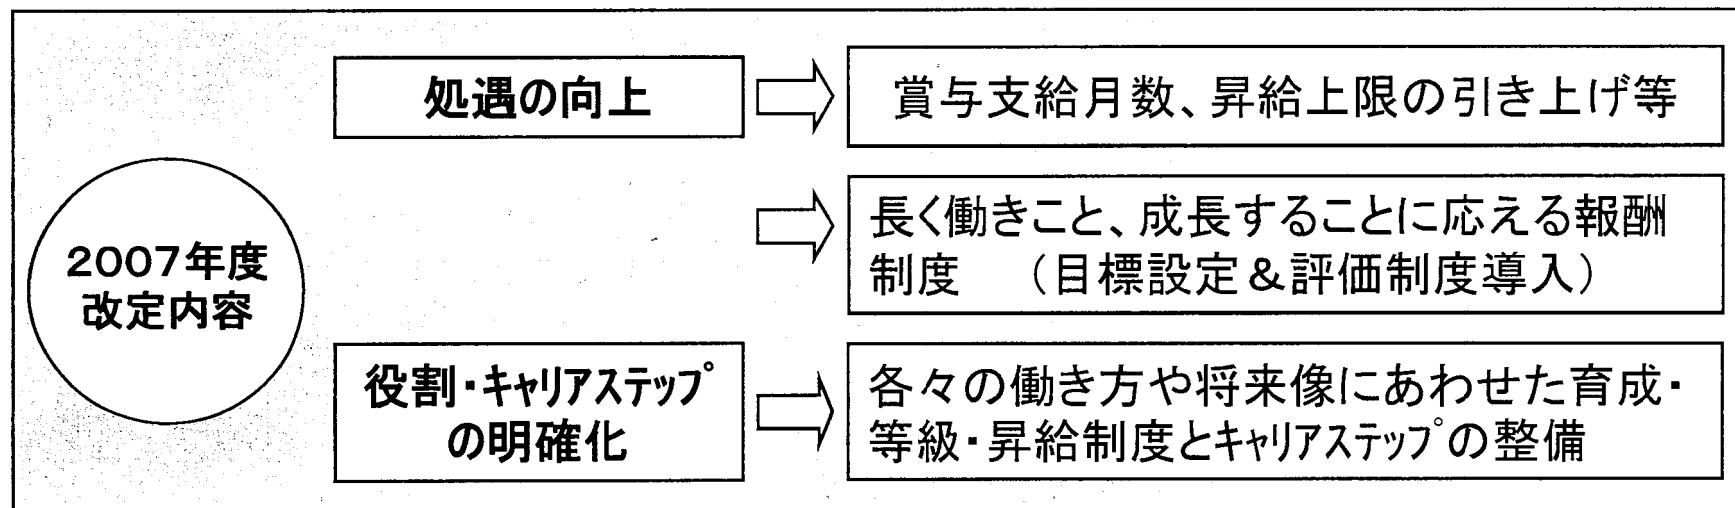 2007年度
改定内容
処遇の向上
賞与支給月数、昇給上限の引き上げ等
長く働きこと、成長することに応える報酬
制度　（目標設定＆評価制度導入）
役割・キャリアステップ
の明確化
各々の働き方や将来像にあわせた育成・
等級・昇給制度とキャリアステップの整備